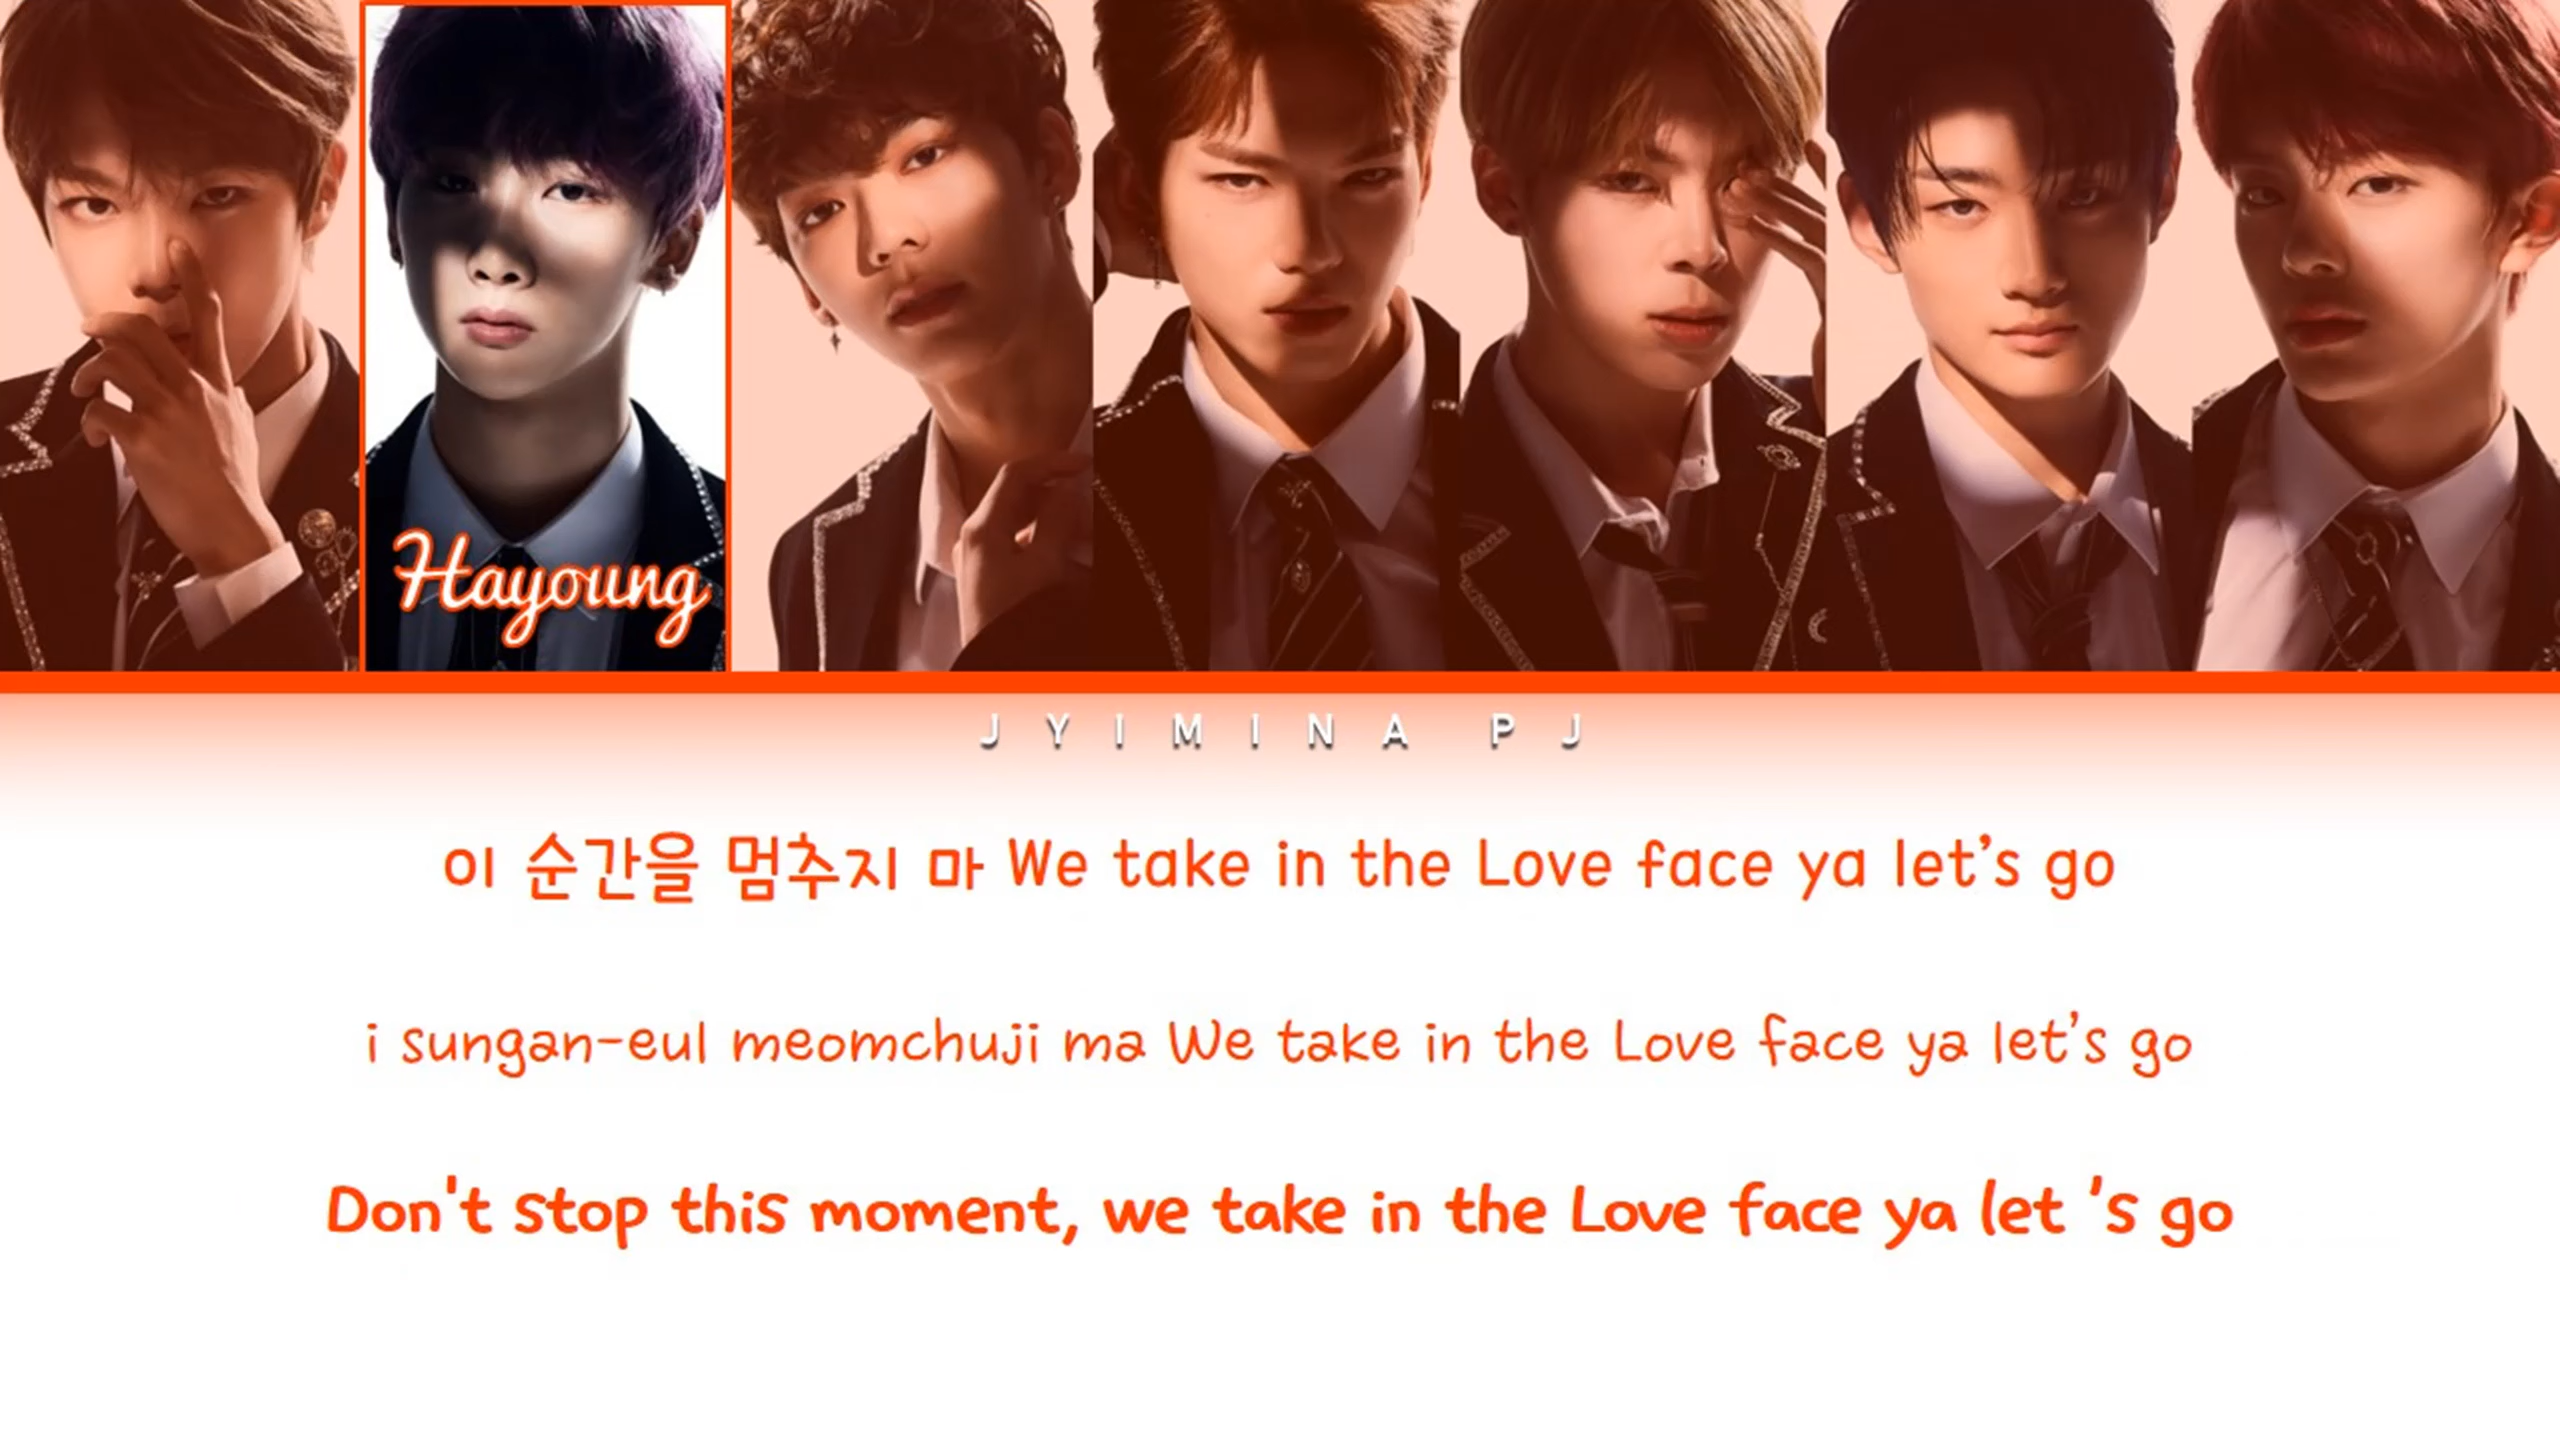 Hayoung
JYIMINA PJ
이 순간을 멈추지 마 We take in the Love face ya let’s go
i sungan-eul meomchuji ma We take in the Love face ya let’s go
Don't stop this moment, we take in the Love face ya let 's go